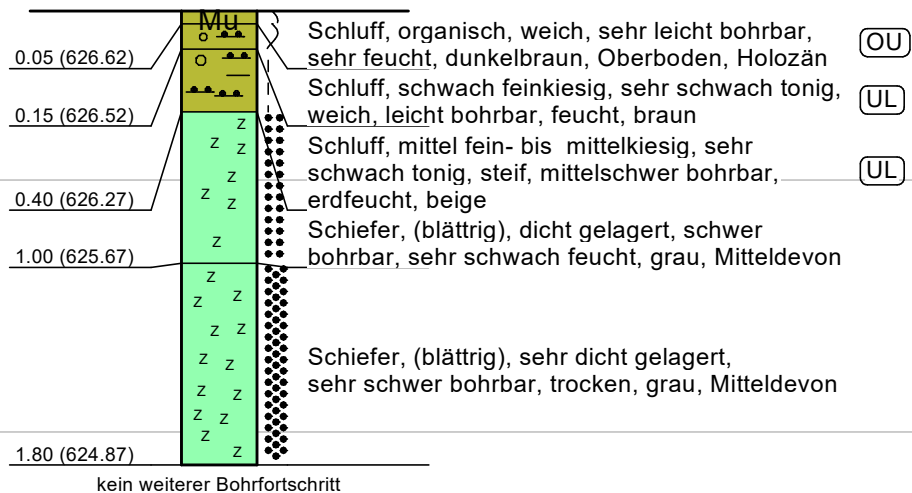 Mu
Schluff, organisch, weich, sehr leicht bohrbar,
sehr feucht, dunkelbraun, Oberboden, Holozän
OU
0.05 (626.62)
Schluff, schwach feinkiesig, sehr schwach tonig,
weich, leicht bohrbar, feucht, braun
UL
0.15 (626.52)
Schluff, mittel fein- bis mittelkiesig, sehr
schwach tonig, steif, mittelschwer bohrbar,
erdfeucht, beige
UL
0.40 (626.27)
Schiefer, (blättrig), dicht gelagert, schwer
bohrbar, sehr schwach feucht, grau, Mitteldevon
1.00 (625.67)
Schiefer, (blättrig), sehr dicht gelagert,
sehr schwer bohrbar, trocken, grau, Mitteldevon
1.80 (624.87)
z z z z z z z z z z z z z z z z z z z z z
kein weiterer Bohrfortschritt